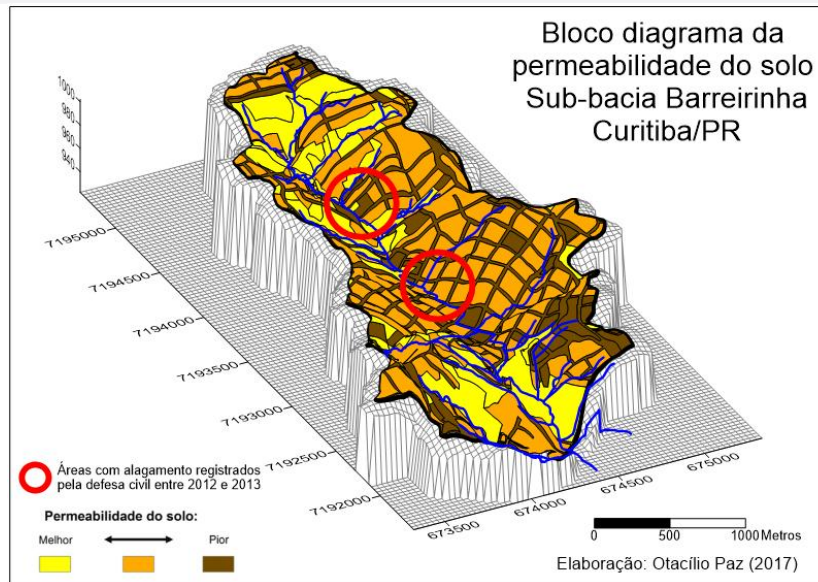 Bloco diagrama da
permeabilidade do solo
Sub-bacia Barreirinha
Curitiba/PR
1000
980
960
940
7195000
7194500
7194000
7193500
7193000
7192500
7192000
673500
674000
674500
675000
Áreas com alagamento registrados
pela defesa civil entre 2012 e 2013
Permeabilidade do solo:
Melhor Pior
0 500 1000 Metros
Elaboração: Otacílio Paz (2017)